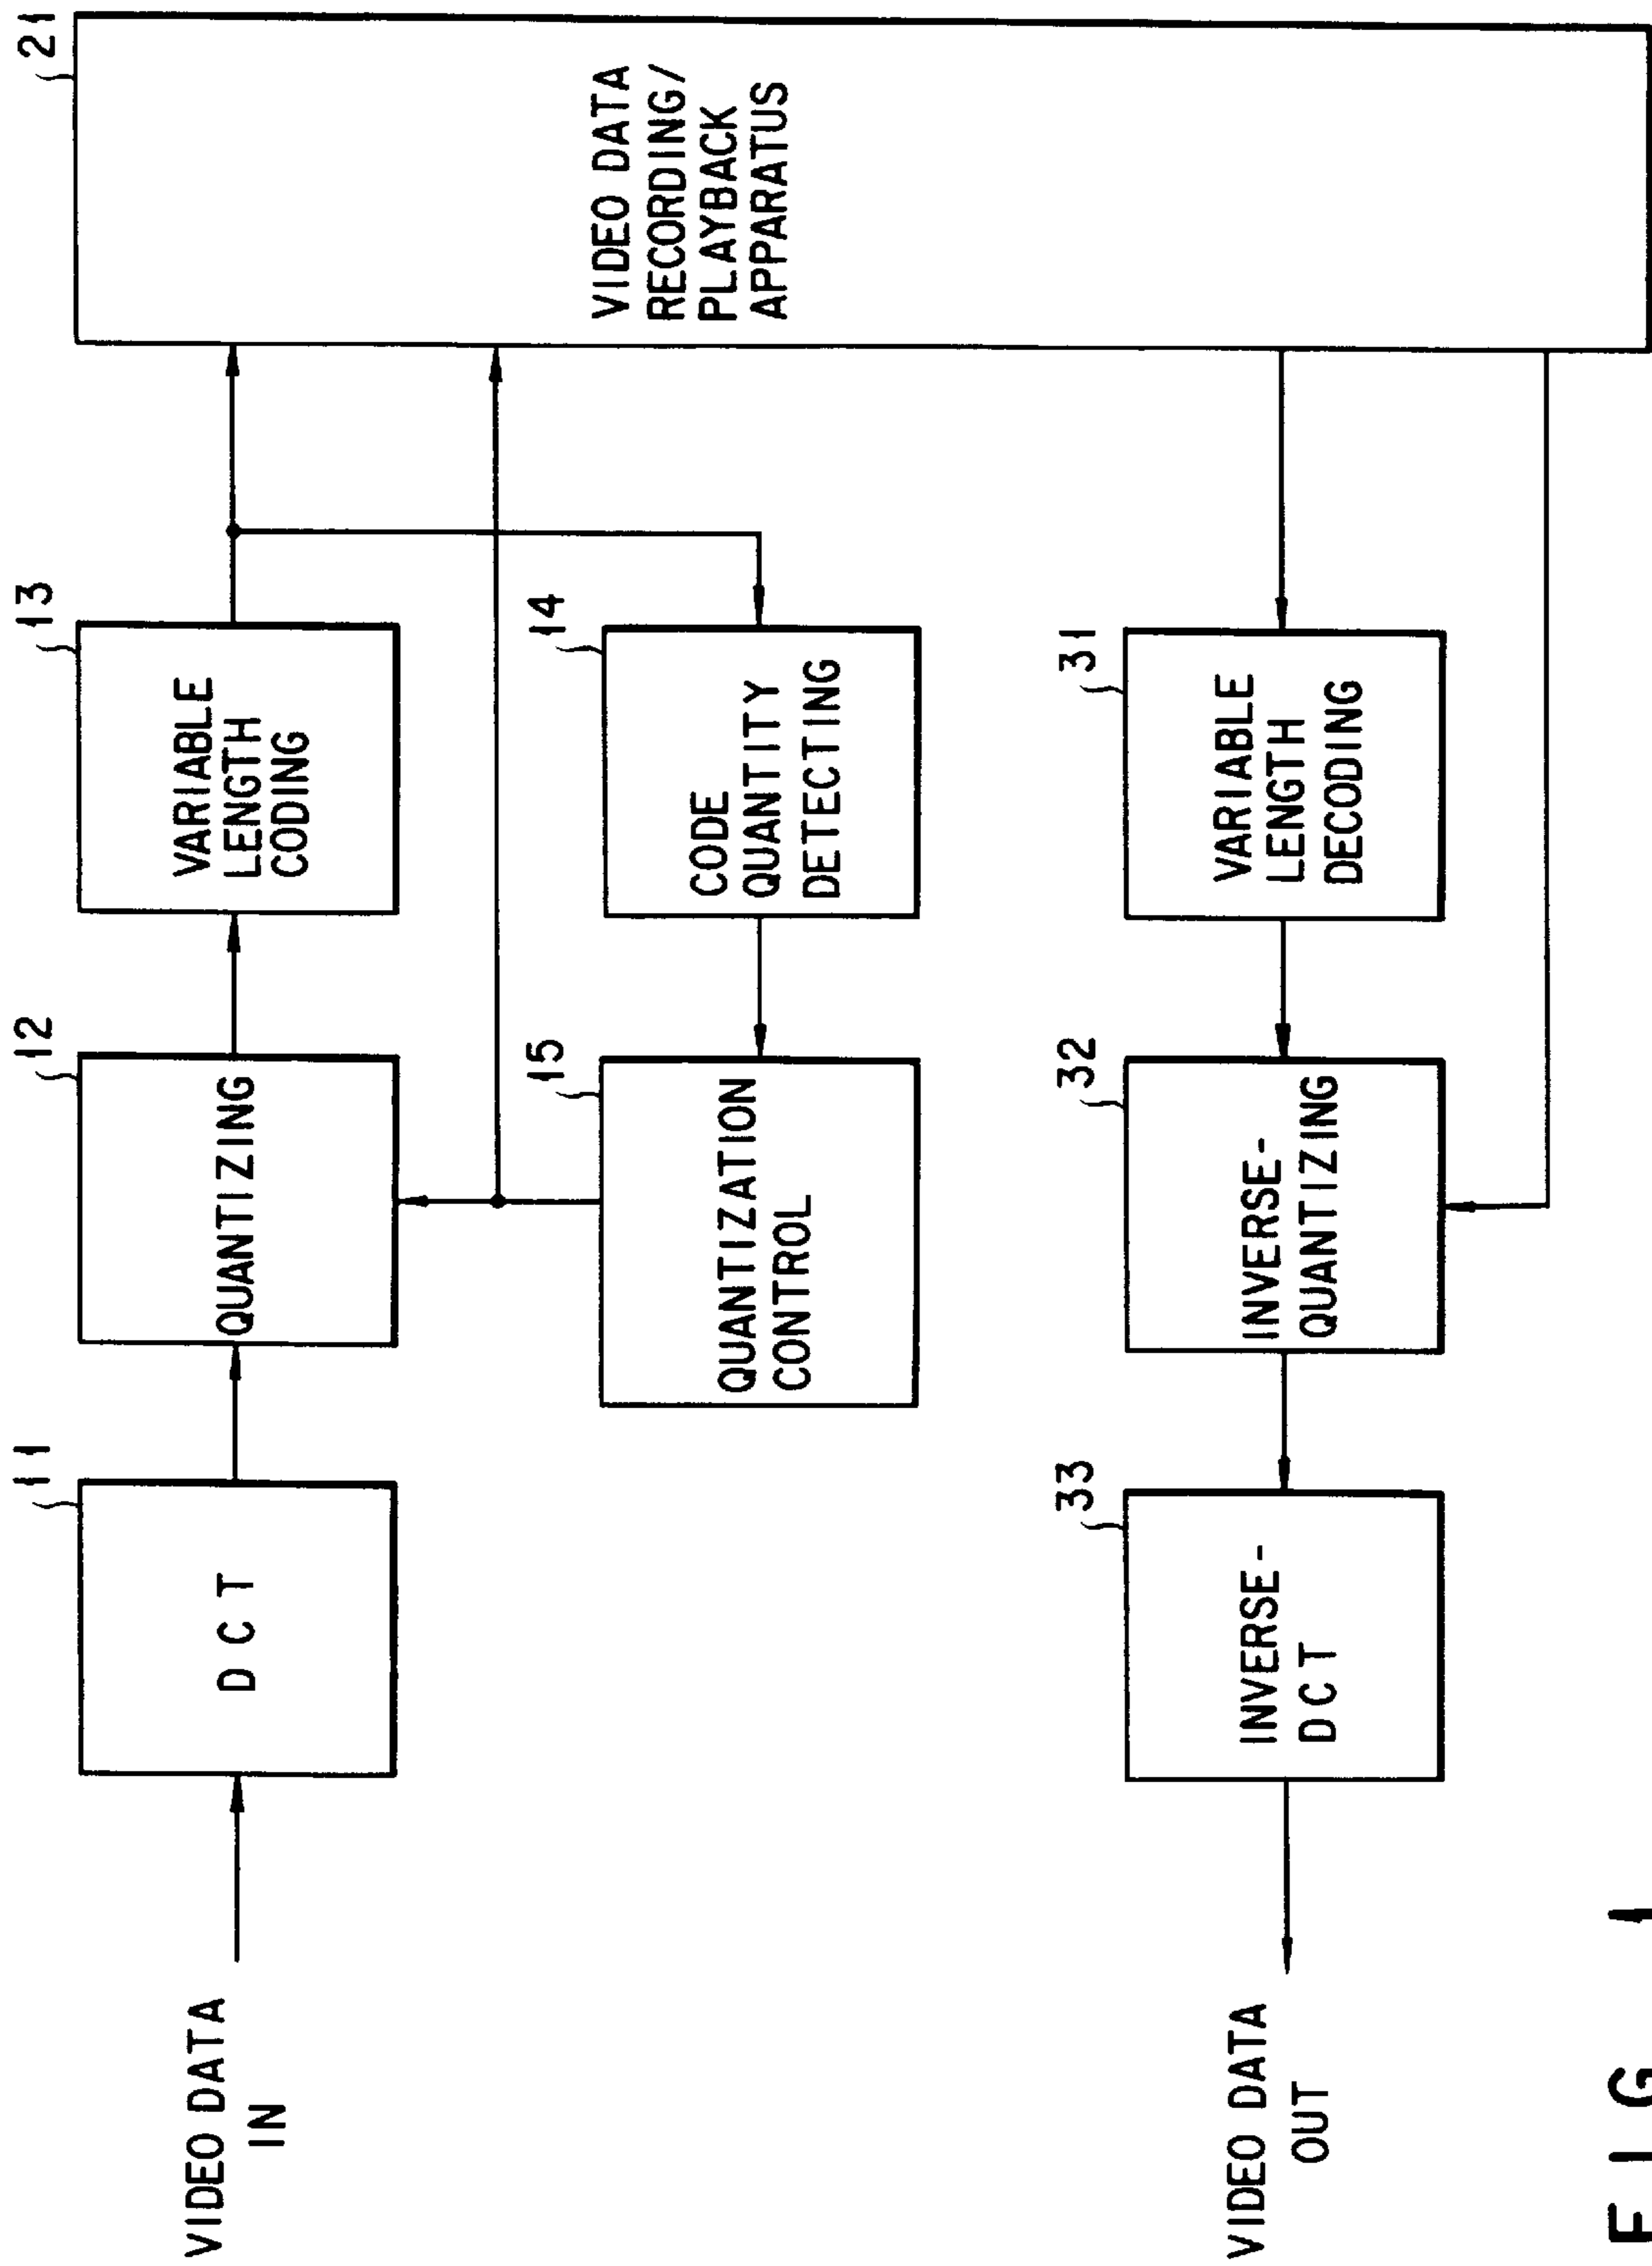 VIDEO DATA
IN
11
D C T
12
QUANTIZING
13
VARIABLE
LENGTH
CODING
21
VIDEO DATA
RECORDING/
PLAYBACK
APPARATUS
15
QUANTIZATION
CONTROL
14
CODE
QUANTITY
DETECTING
VIDEO DATA
OUT
33
INVERSE-
D C T
32
INVERSE-
QUANTIZING
31
VARIABLE
LENGTH
DECODING
F I G. 1